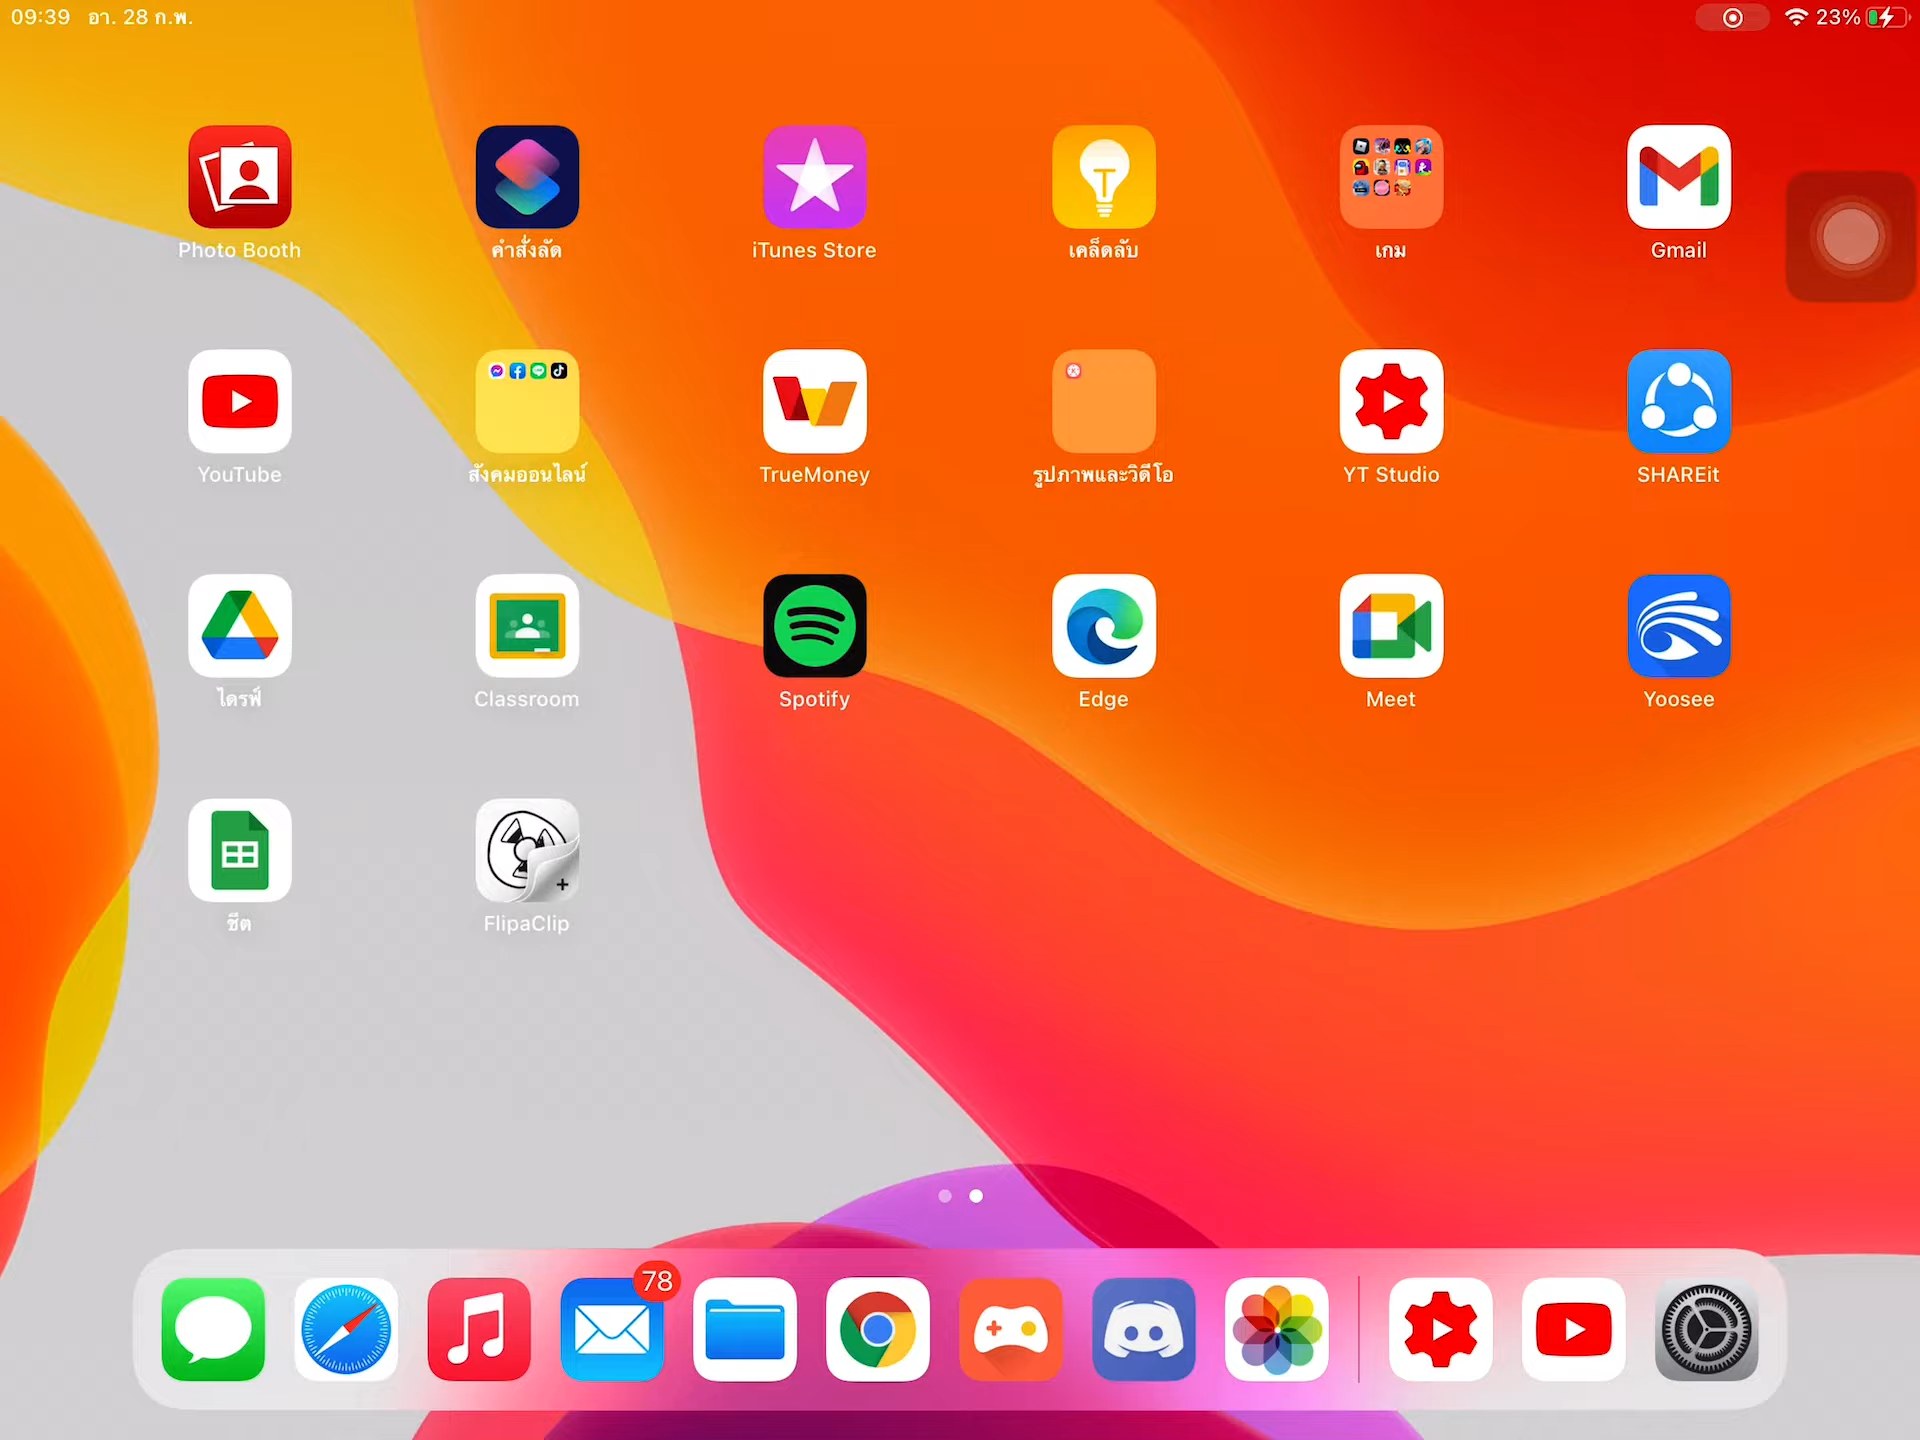 09:39 อา. 28 ก.พ.
23%
Photo Booth
คำสั่งลัด
iTunes Store
เคล็ดลับ
เกม
Gmail
YouTube
สังคมออนไลน์
TrueMoney
รูปภาพและวิดีโอ
YT Studio
SHAREit
ไดรฟ์
Classroom
Spotify
Edge
Meet
Yoosee
ชีต
FlipaClip
78